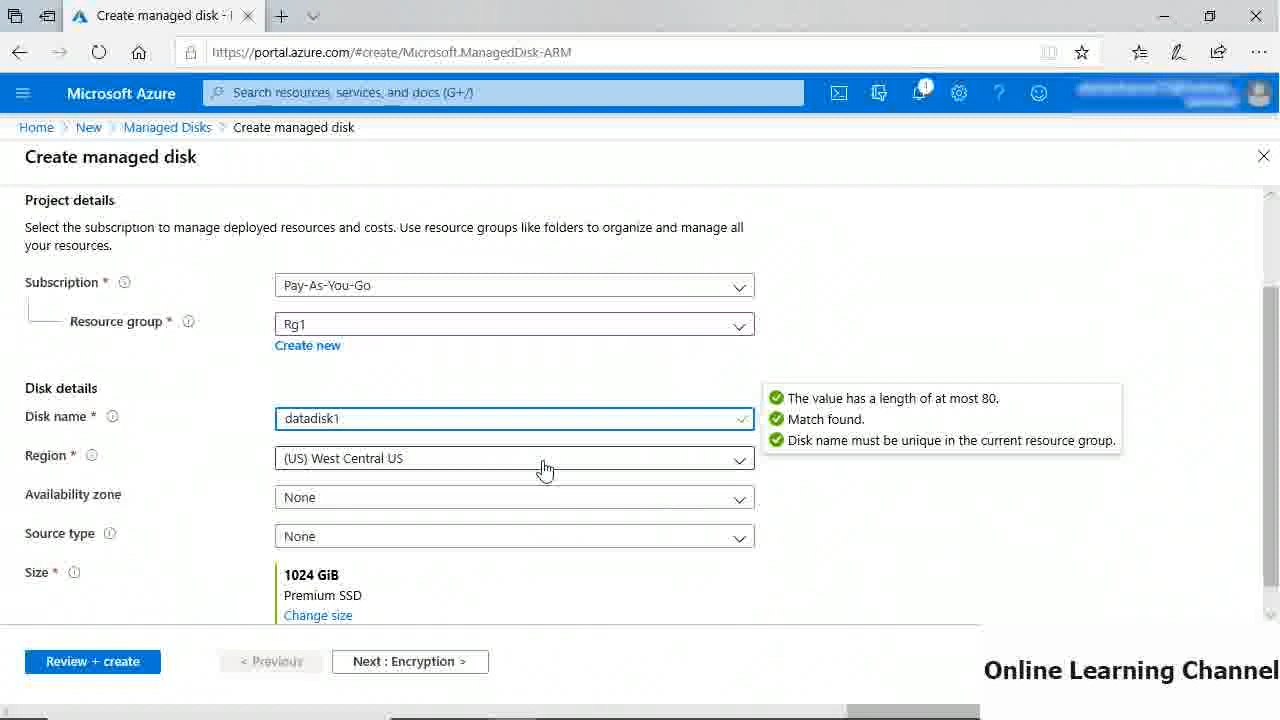 Create managed disk -
https://portal.azure.com/#create/Microsoft.ManagedDisk-ARM
Microsoft Azure
Search resources, services, and docs (G+/)
1
Home > New > Managed Disks > Create managed disk
Create managed disk
Project details
Select the subscription to manage deployed resources and costs. Use resource groups like folders to organize and manage all
your resources.
Subscription *
Pay-As-You-Go
Resource group *
Rg1
Create new
Disk details
Disk name *
datadisk1
The value has a length of at most 80.
Match found.
Disk name must be unique in the current resource group.
Region *
(US) West Central US
Availability zone
None
Source type
None
Size *
1024 GiB
Premium SSD
Change size
Review + create
< Previous
Next : Encryption >
Online Learning Channel